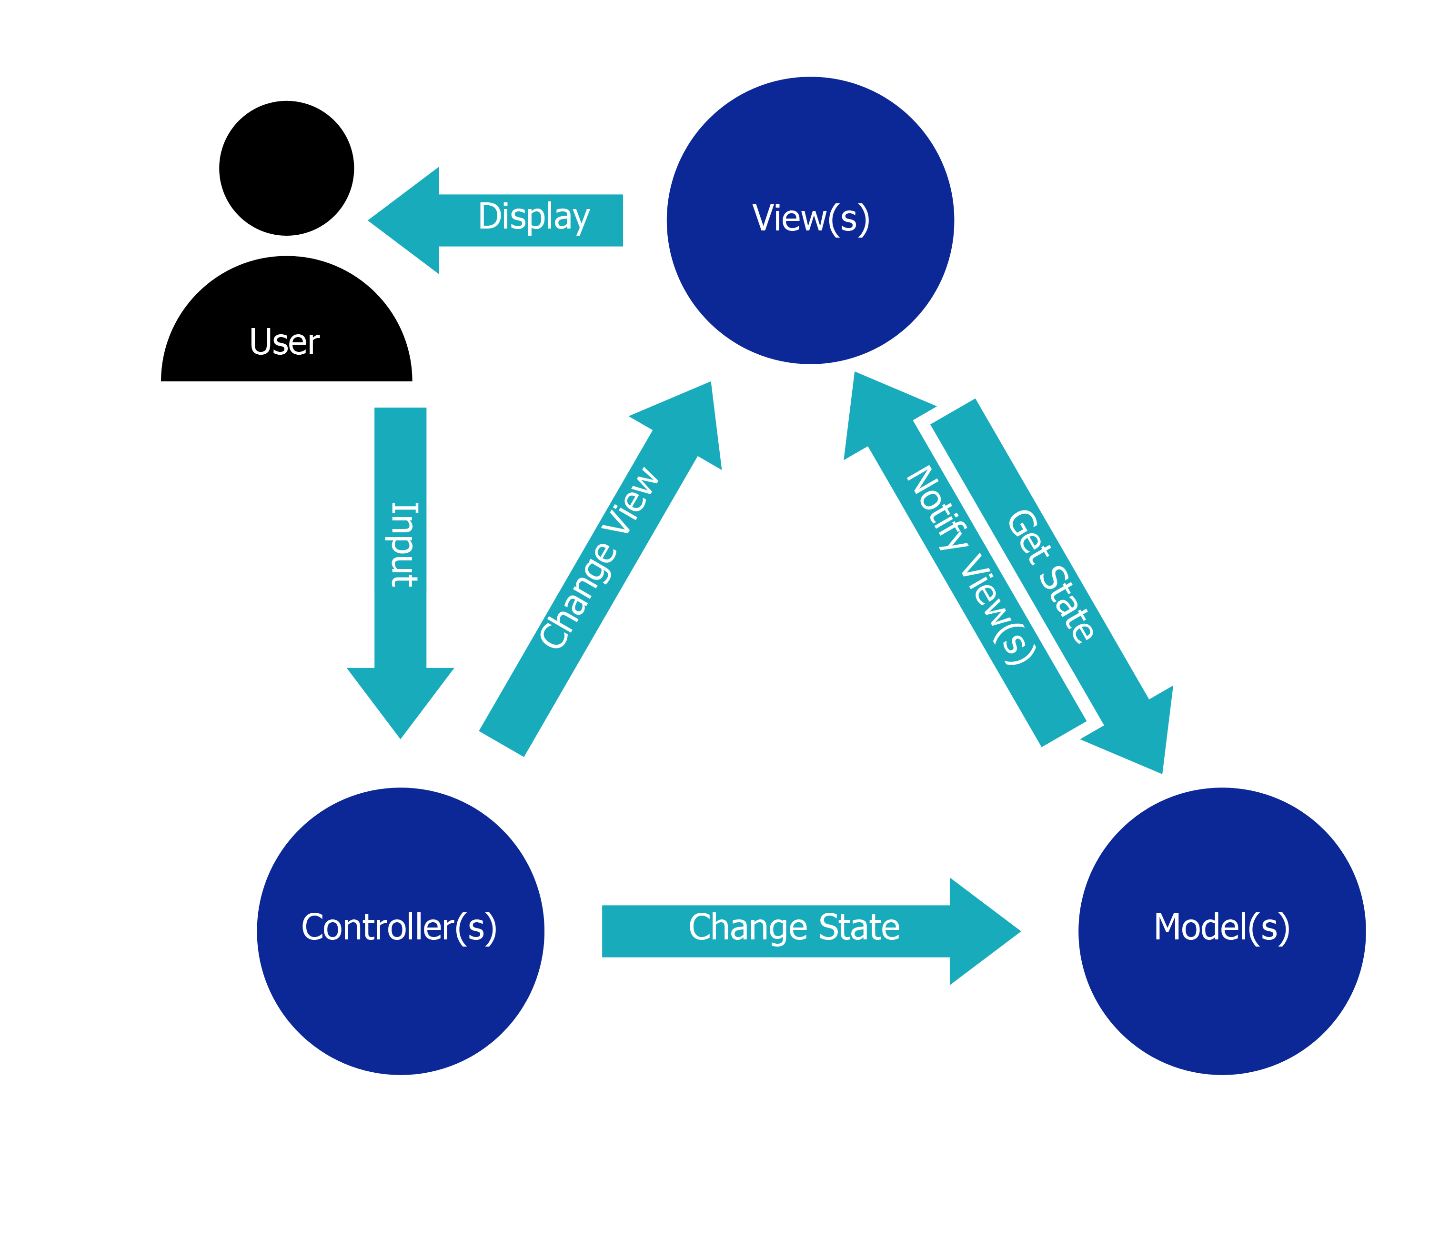 Display
View(s)
User
Input
Change View
Notify View(s)
Get State
Controller(s)
Change State
Model(s)